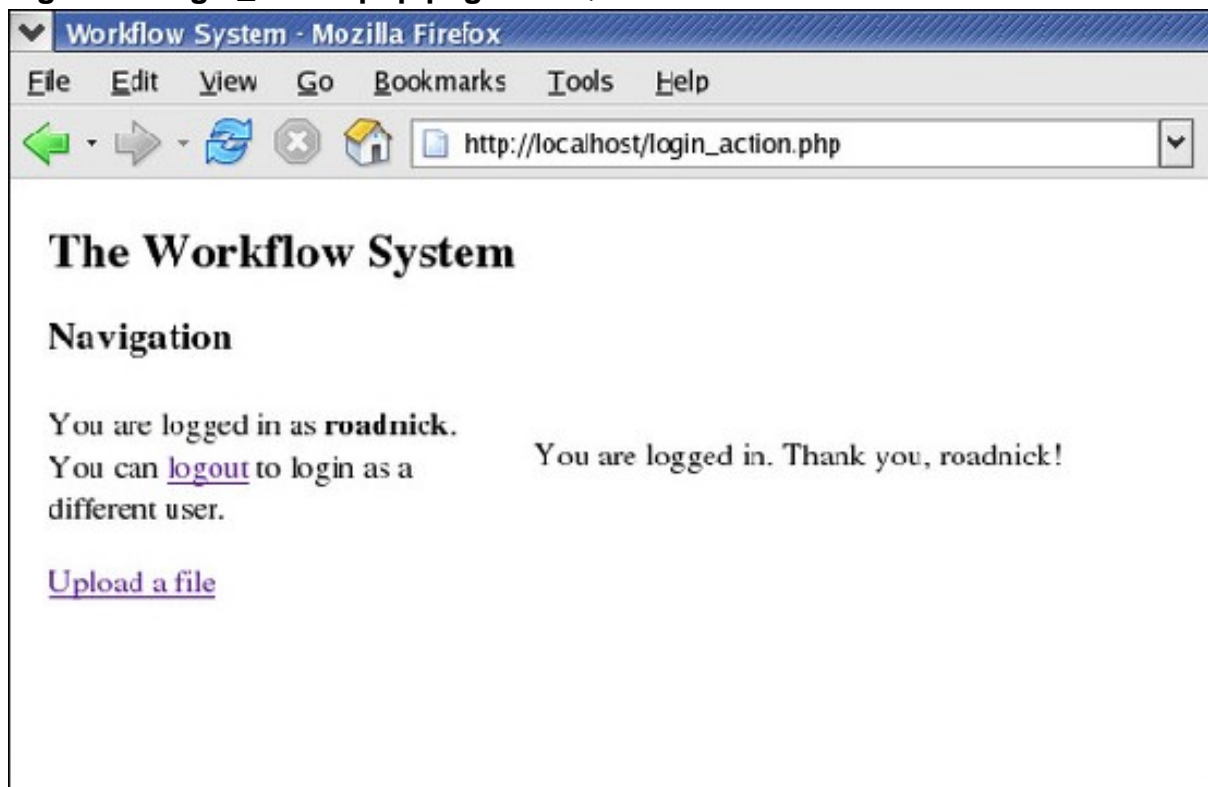 Workflow System - Mozilla Firefox
File Edit View Go Bookmarks Tools Help
http://localhost/login_action.php
The Workflow System
Navigation
You are logged in as roadnick.
You can logout to login as a
different user.
Upload a file
You are logged in. Thank you, roadnick!